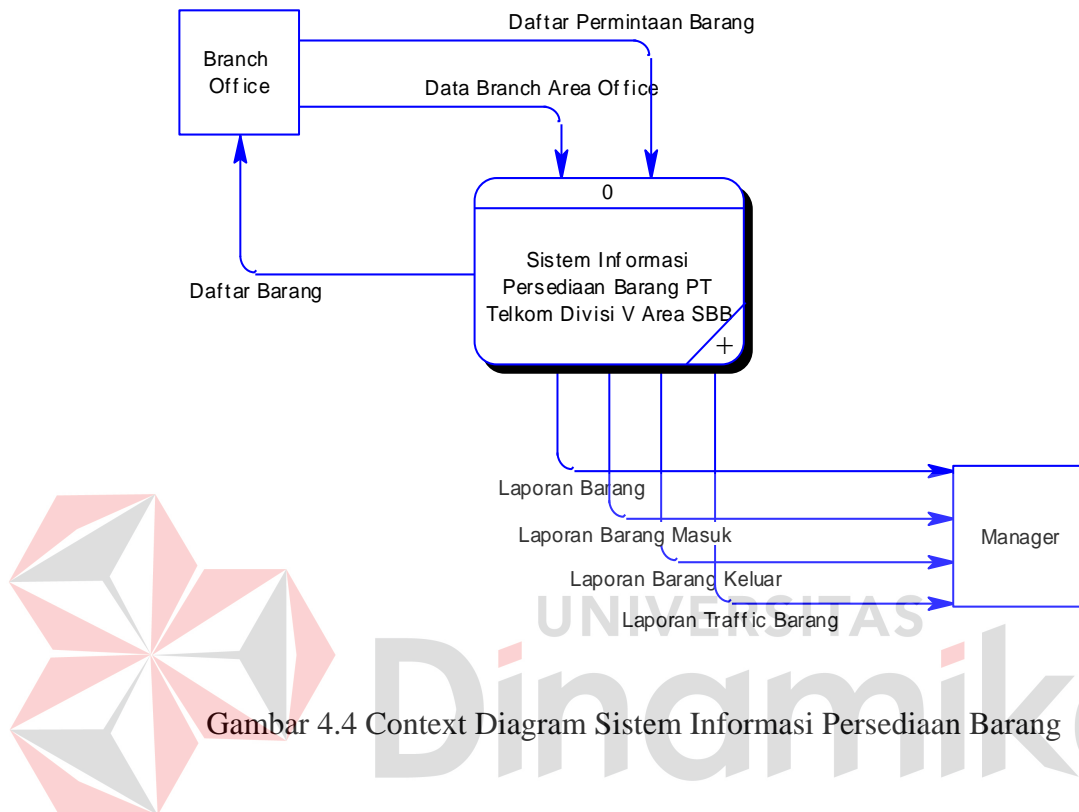 Daftar Permintaan Barang
Branch
Office
Data Branch Area Office
0
Sistem Informasi
Persediaan Barang PT
Telkom Divisi V Area SBB
+
Daftar Barang
Laporan Barang
Laporan Barang Masuk
Manager
Laporan Barang Keluar
Laporan Traffic Barang
UNIVERSITAS
Dinamika
Gambar 4.4 Context Diagram Sistem Informasi Persediaan Barang